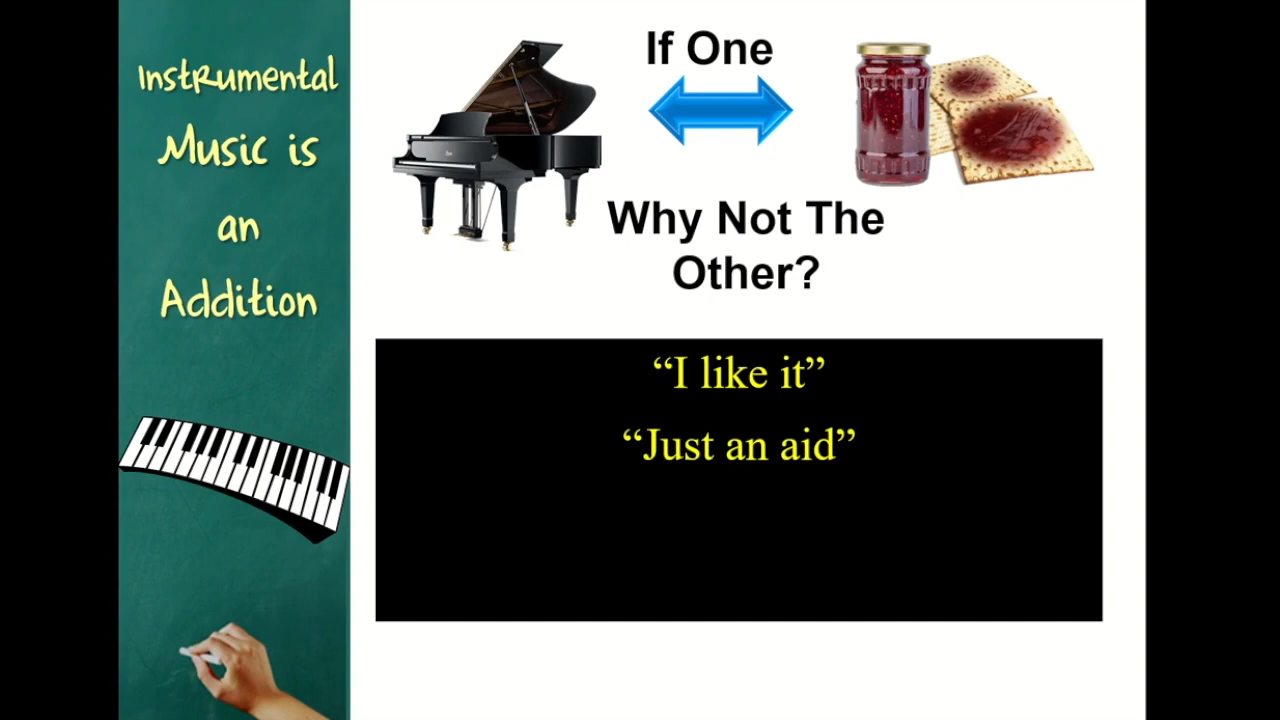 Instrumental
Music is
an
Addition
If One
Why Not The
Other?
“I like it”
“Just an aid”